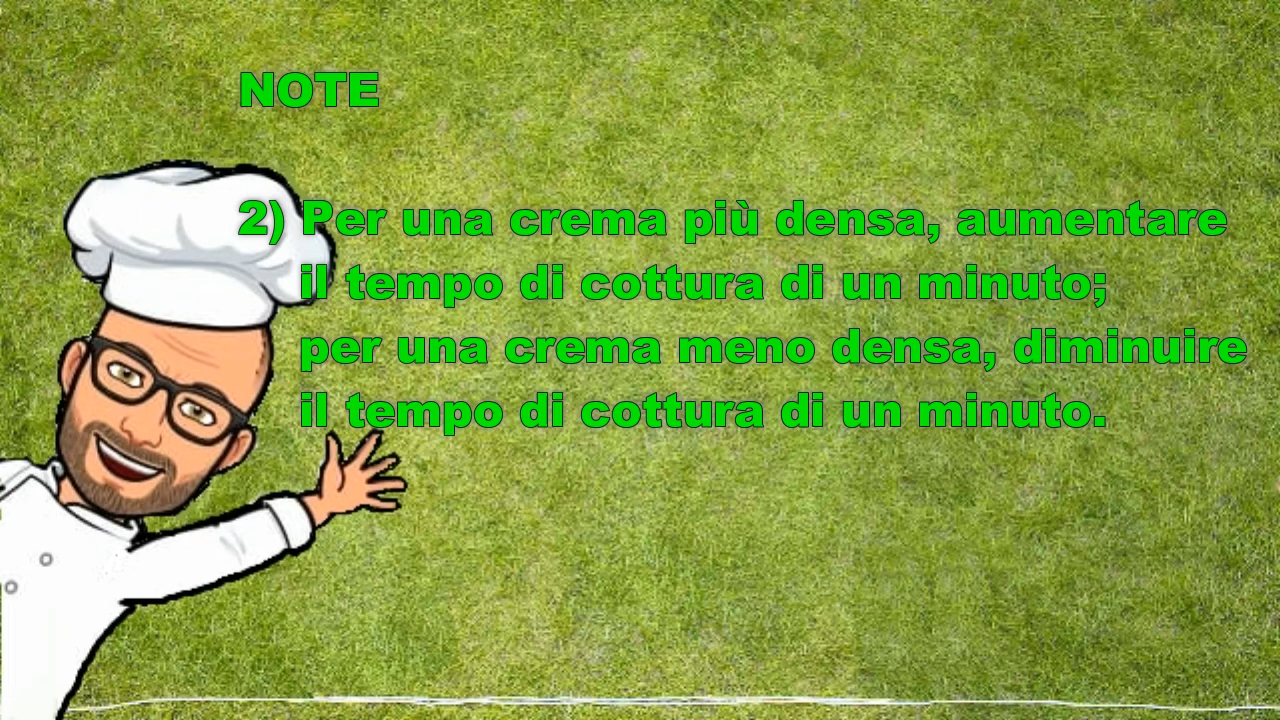 NOTE
2) Per una crema più densa, aumentare
il tempo di cottura di un minuto;
per una crema meno densa, diminuire
il tempo di cottura di un minuto.